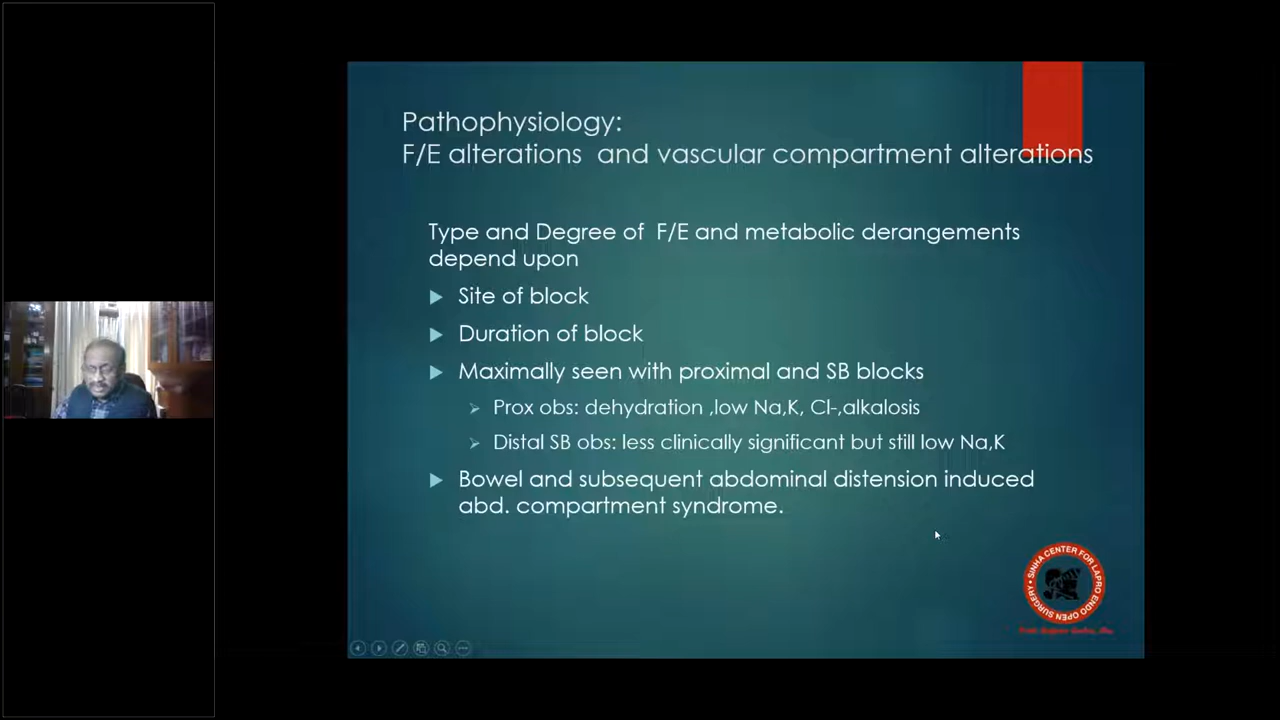 Pathophysiology:
F/E alterations and vascular compartment alterations
Type and Degree of F/E and metabolic derangements
depend upon
Site of block
Duration of block
Maximally seen with proximal and SB blocks
Prox obs: dehydration ,low Na,K, Cl-,alkalosis
Distal SB obs: less clinically significant but still low Na,K
Bowel and subsequent abdominal distension induced
abd. compartment syndrome.
SINHA CENTER FOR LAPRO ENDO OPEN SURGERY